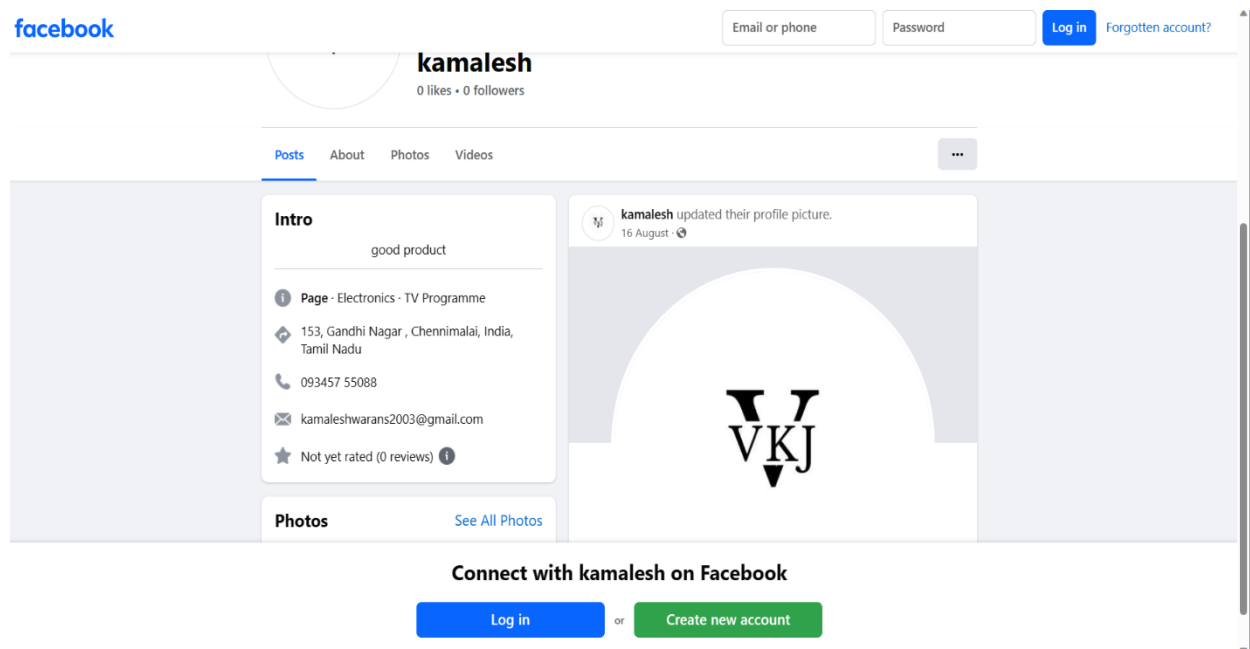 facebook
Email or phone
Password
Log in
Forgotten account?
kamalesh
0 likes • 0 followers
Posts
About
Photos
Videos
Intro
good product
Page · Electronics · TV Programme
153, Gandhi Nagar , Chennimalai, India,
Tamil Nadu
093457 55088
kamaleshwarans2003@gmail.com
Not yet rated (0 reviews)
Photos
See All Photos
kamalesh updated their profile picture.
16 August ·
V
VKJ
Connect with kamalesh on Facebook
Log in
or
Create new account